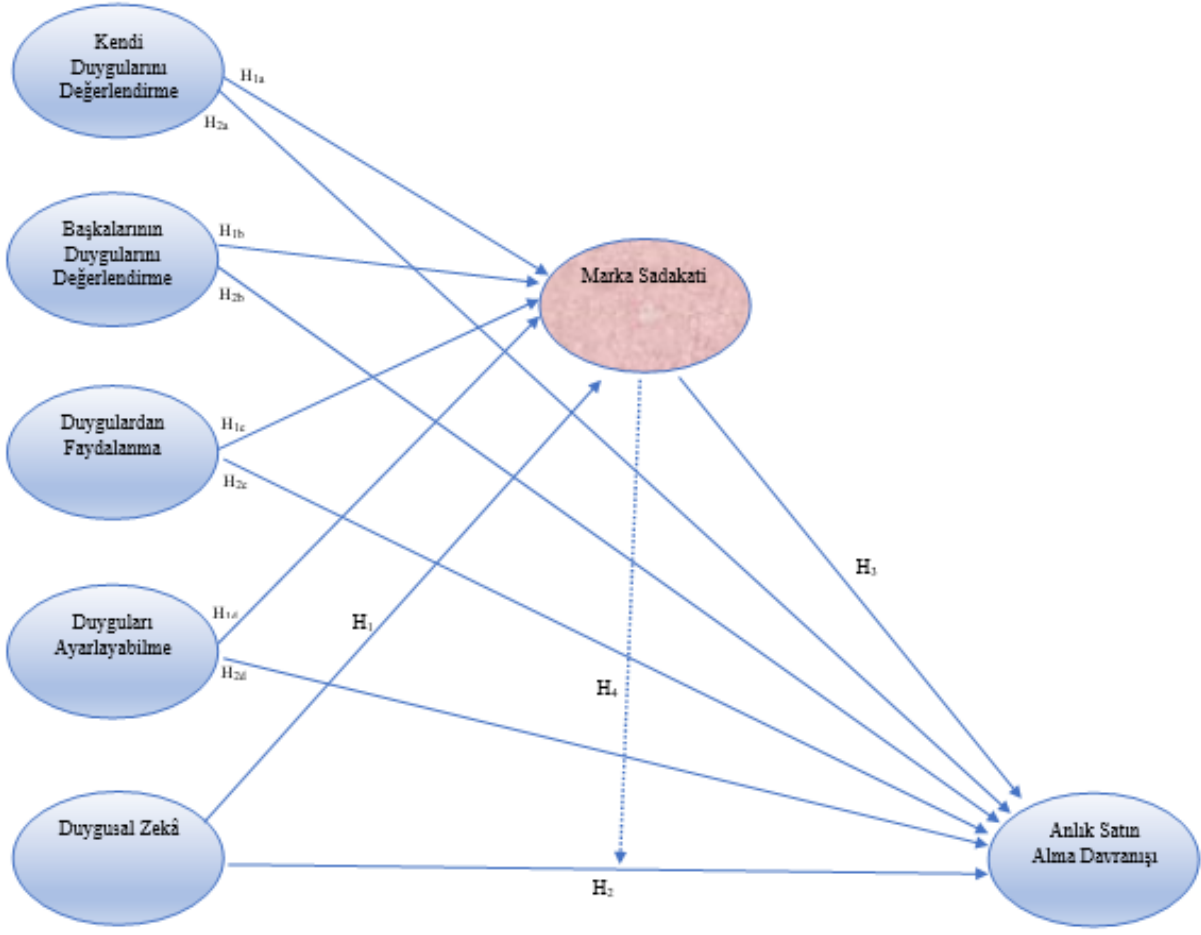 Kendi
Duygularını
Değerlendirme
H1a
H2a
Başkalarının
Duygularını
Değerlendirme
H1b
H2b
Marka Sadakati
Duygulardan
Faydalanma
H1c
H2c
H3
Duyguları
Ayarlayabilme
H1d
H2d
H1
H4
Duygusal Zekâ
Anlık Satın
Alma Davranışı
H2